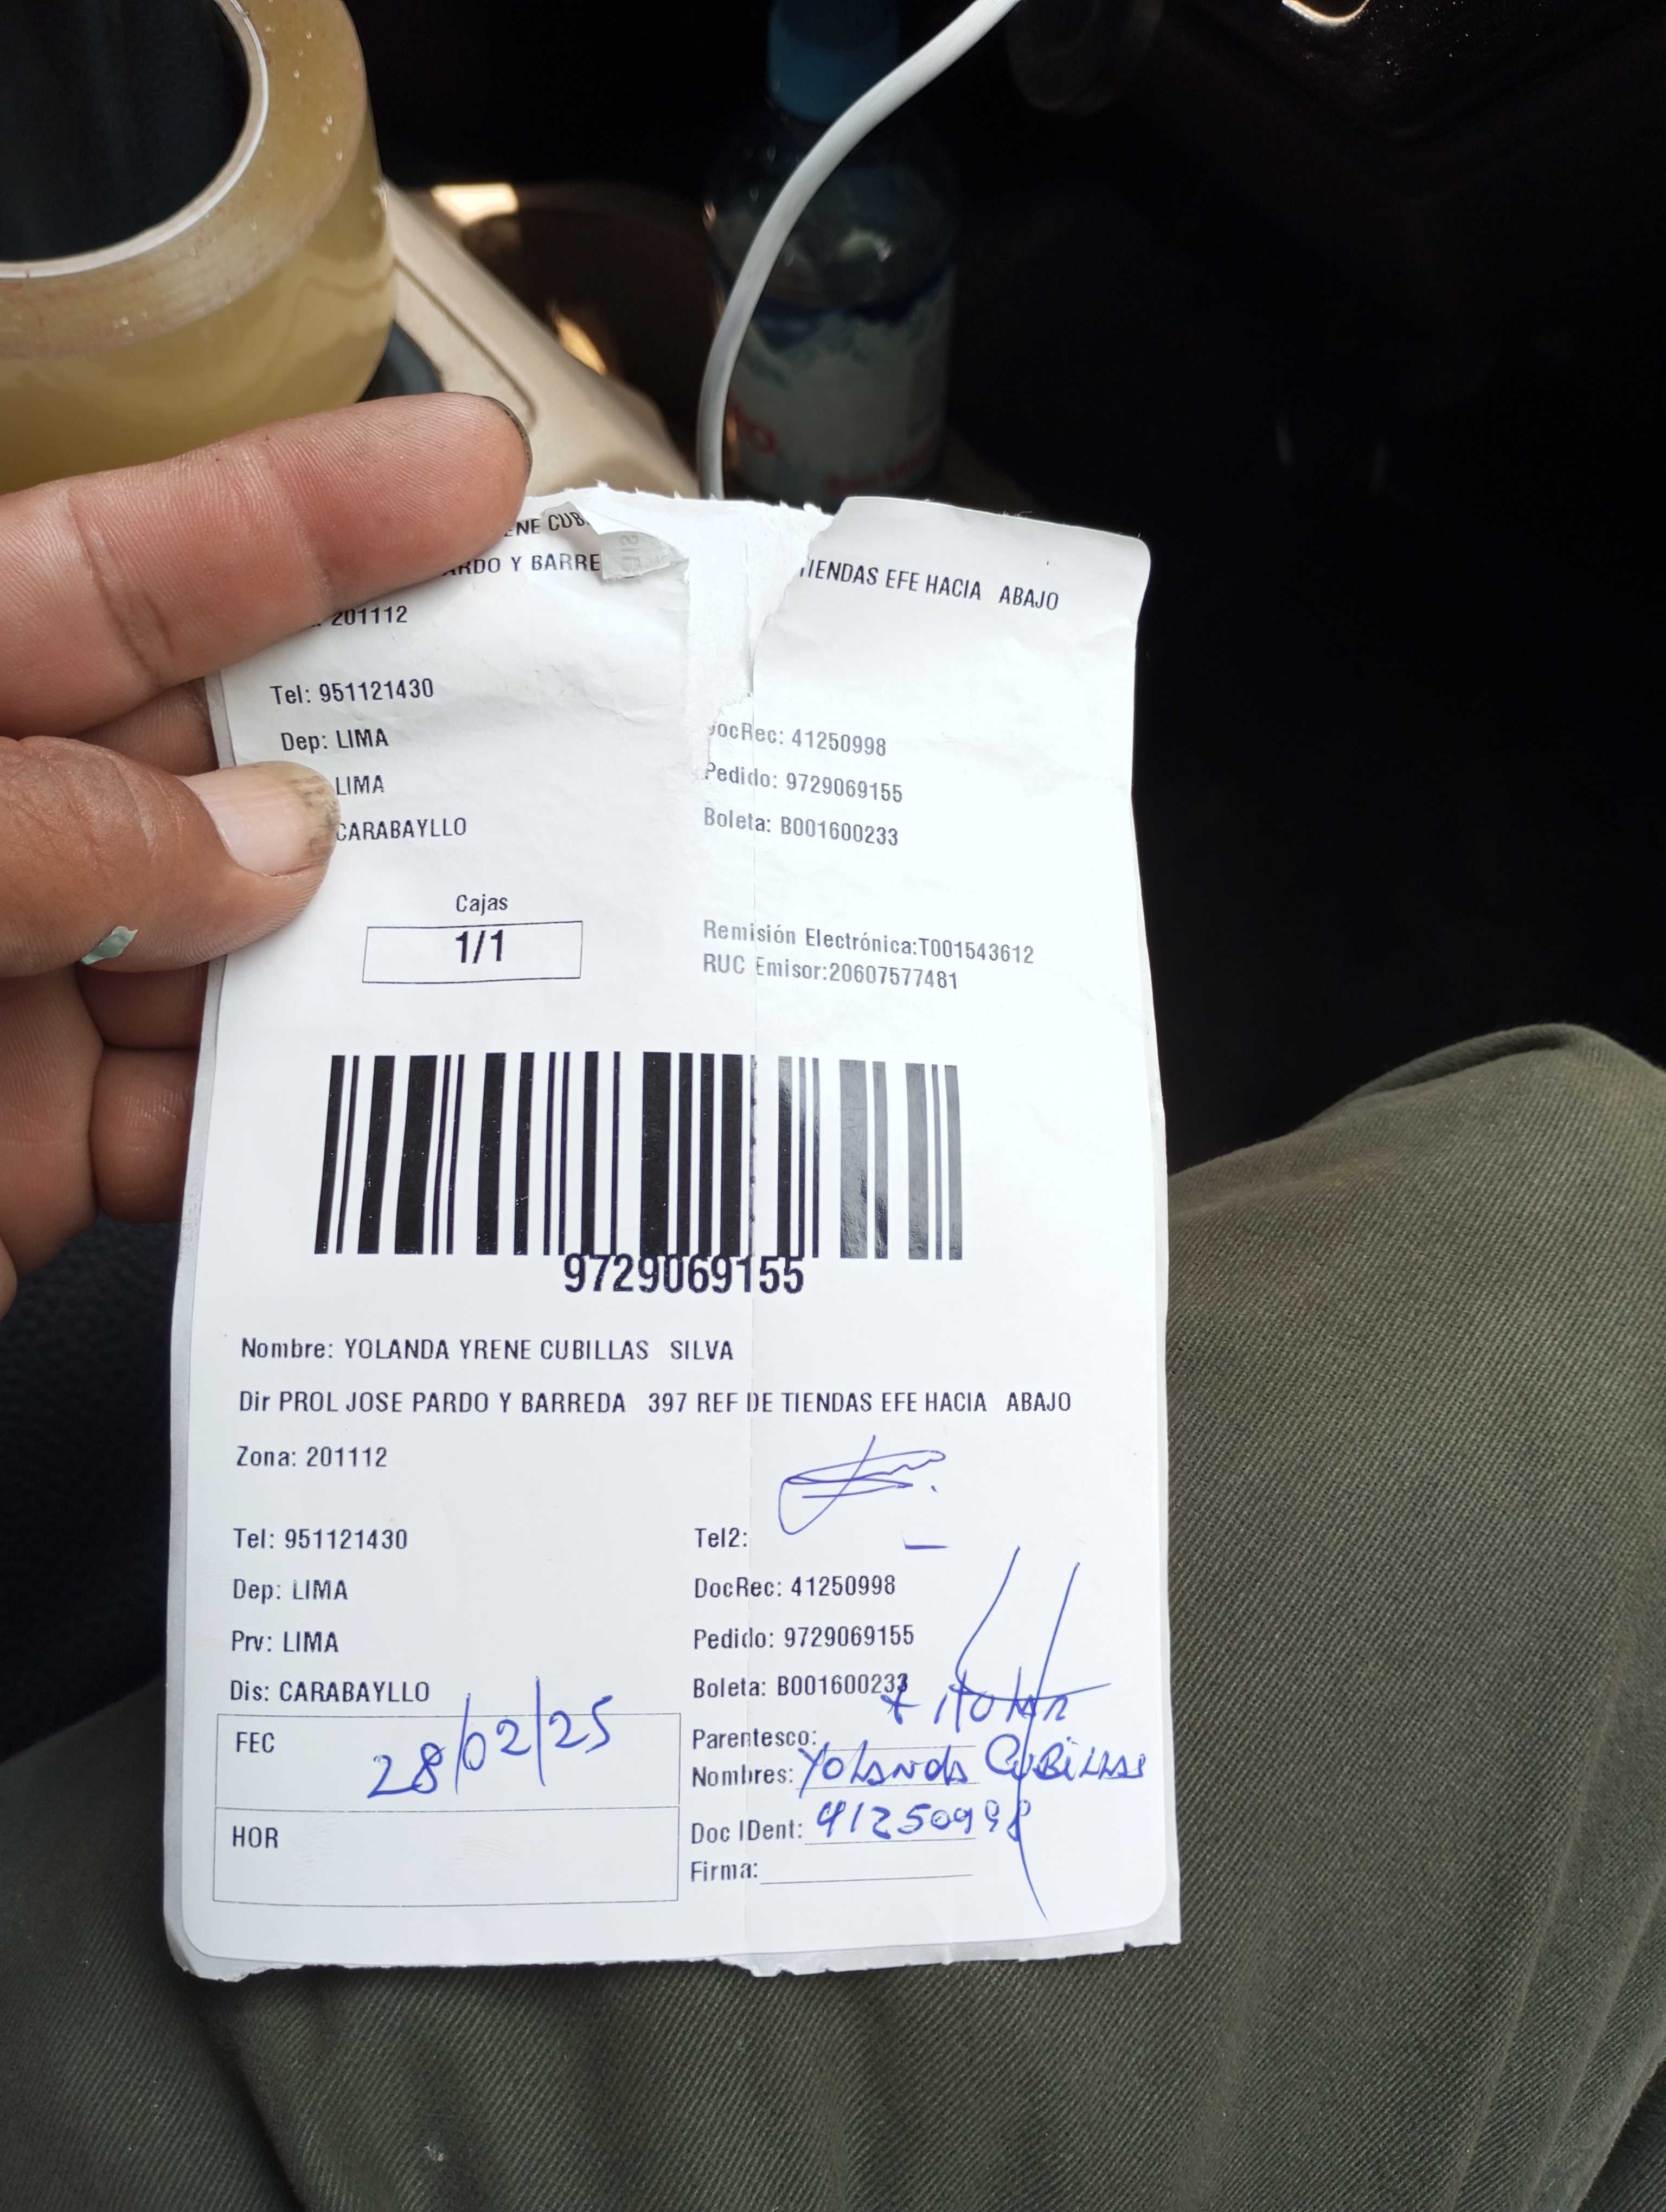 ENE CUB
ARDO Y BARRE TIENDAS EFE HACIA ABAJO
201112
Tel: 951121430
Dep: LIMA DocRec: 41250998
LIMA Pedido: 9729069155
CARABAYLLO Boleta: B001600233
Cajas
1/1
Remisión Electrónica:T001543612
RUC Emisor:20607577481
9729069155
Nombre: YOLANDA YRENE CUBILLAS SILVA
Dir PROL JOSE PARDO Y BARREDA 397 REF DE TIENDAS EFE HACIA ABAJO
Zona: 201112
Tel: 951121430 Tel2:
Dep: LIMA DocRec: 41250998
Prv: LIMA Pedido: 9729069155
Dis: CARABAYLLO Boleta: B001600233
FEC 28/02/25 Parentesco: titular
Nombres: Yolanda CUBILLAS
HOR Doc IDent: 41250998
Firma: